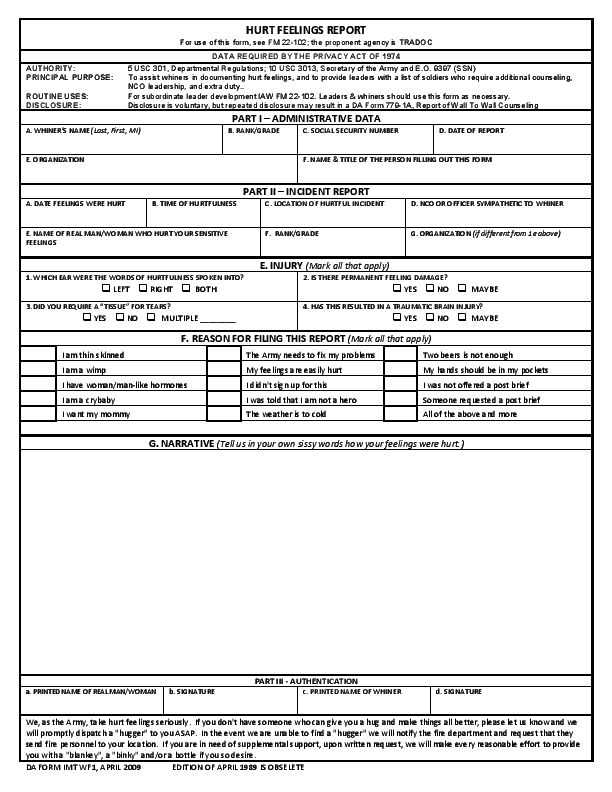 HURT FEELINGS REPORT
For use of this form, see FM 22-102; the proponent agency is TRADOC
DATA REQUIRED BY THE PRIVACY ACT OF 1974
AUTHORITY: 5 USC 301, Departmental Regulations; 10 USC 3013, Secretary of the Army and E.O. 9397 (SSN)
PRINCIPAL PURPOSE: To assist whiners in documenting hurt feelings, and to provide leaders with a list of soldiers who require additional counseling,
NCO leadership, and extra duty..
ROUTINE USES: For subordinate leader development IAW FM 22-102. Leaders & whiners should use this form as necessary.
DISCLOSURE: Disclosure is voluntary, but repeated disclosure may result in a DA Form 779-1A, Report of Wall To Wall Counseling
PART I – ADMINISTRATIVE DATA
A. WHINER'S NAME (Last, First, MI) B. RANK/GRADE C. SOCIAL SECURITY NUMBER D. DATE OF REPORT
E. ORGANIZATION F. NAME & TITLE OF THE PERSON FILLING OUT THIS FORM
PART II – INCIDENT REPORT
A. DATE FEELINGS WERE HURT B. TIME OF HURTFULNESS C. LOCATION OF HURTFUL INCIDENT D. NCO OR OFFICER SYMPATHETIC TO WHINER
E. NAME OF REAL MAN/WOMAN WHO HURT YOUR SENSITIVE F. RANK/GRADE G. ORGANIZATION (if different from 1e above)
FEELINGS
E. INJURY (Mark all that apply)
1. WHICH EAR WERE THE WORDS OF HURTFULNESS SPOKEN INTO? 2. IS THERE PERMANENT FEELING DAMAGE?
❑ LEFT ❑ RIGHT ❑ BOTH ❑ YES ❑ NO ❑ MAYBE
3. DID YOU REQUIRE A "TISSUE" FOR TEARS? 4. HAS THIS RESULTED IN A TRAUMATIC BRAIN INJURY?
❑ YES ❑ NO ❑ MULTIPLE ________ ❑ YES ❑ NO ❑ MAYBE
F. REASON FOR FILING THIS REPORT (Mark all that apply)
I am thin skinned The Army needs to fix my problems Two beers is not enough
I am a wimp My feelings are easily hurt My hands should be in my pockets
I have woman/man-like hormones I didn't sign up for this I was not offered a post brief
I am a crybaby I was told that I am not a hero Someone requested a post brief
I want my mommy The weather is to cold All of the above and more
G. NARRATIVE (Tell us in your own sissy words how your feelings were hurt.)
PART III - AUTHENTICATION
a. PRINTED NAME OF REAL MAN/WOMAN b. SIGNATURE c. PRINTED NAME OF WHINER d. SIGNATURE
We, as the Army, take hurt feelings seriously. If you don't have someone who can give you a hug and make things all better, please let us know and we
will promptly dispatch a "hugger" to you ASAP. In the event we are unable to find a "hugger" we will notify the fire department and request that they
send fire personnel to your location. If you are in need of supplemental support, upon written request, we will make every reasonable effort to provide
you with a "blankey", a "binky" and/or a bottle if you so desire.
DA FORM IMT WF1, APRIL 2009 EDITION OF APRIL 1989 IS OBSELETE